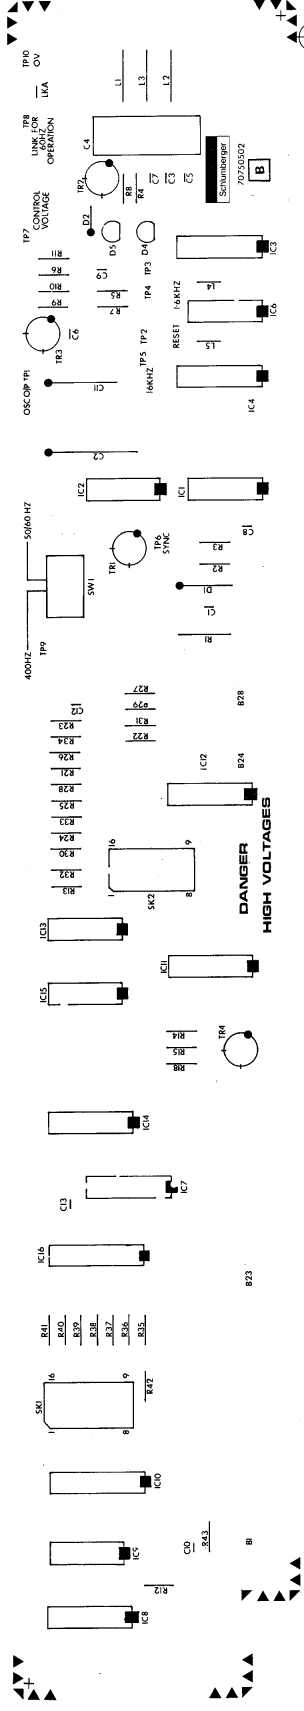 TP10
OV
LKA
TP8
LINK FOR
60HZ
OPERATION
L1
L3
L2
C4
Schlumberger
70750502
B
TR2
R8
R4
C7
C3
C5
TP7
CONTROL
VOLTAGE
D2
D5
D4
IC3
R11
R6
R10
R9
C9
R5
R7
TP3
TP4
1·6KHZ
L4
IC6
TR3
C6
TP2
TP5
16KHZ
RESET
L5
OSC O/P TP1
C11
IC4
C2
IC2
IC1
50/60 HZ
400HZ
TP9
SW1
TR1
TP6
SYNC
C8
R3
R2
D1
C1
R1
C12
R23
R34
R26
R21
R28
R25
R33
R24
R30
R32
R13
R27
R29
R31
R22
B28
B24
IC12
16
9
1
8
SK2
DANGER
HIGH VOLTAGES
IC13
IC15
IC11
R14
R15
R18
TR4
IC14
C13
IC7
IC16
B23
R41
R40
R39
R38
R37
R36
R35
SK1
16
9
1
8
R42
IC10
IC9
C10
R43
B1
R12
IC8